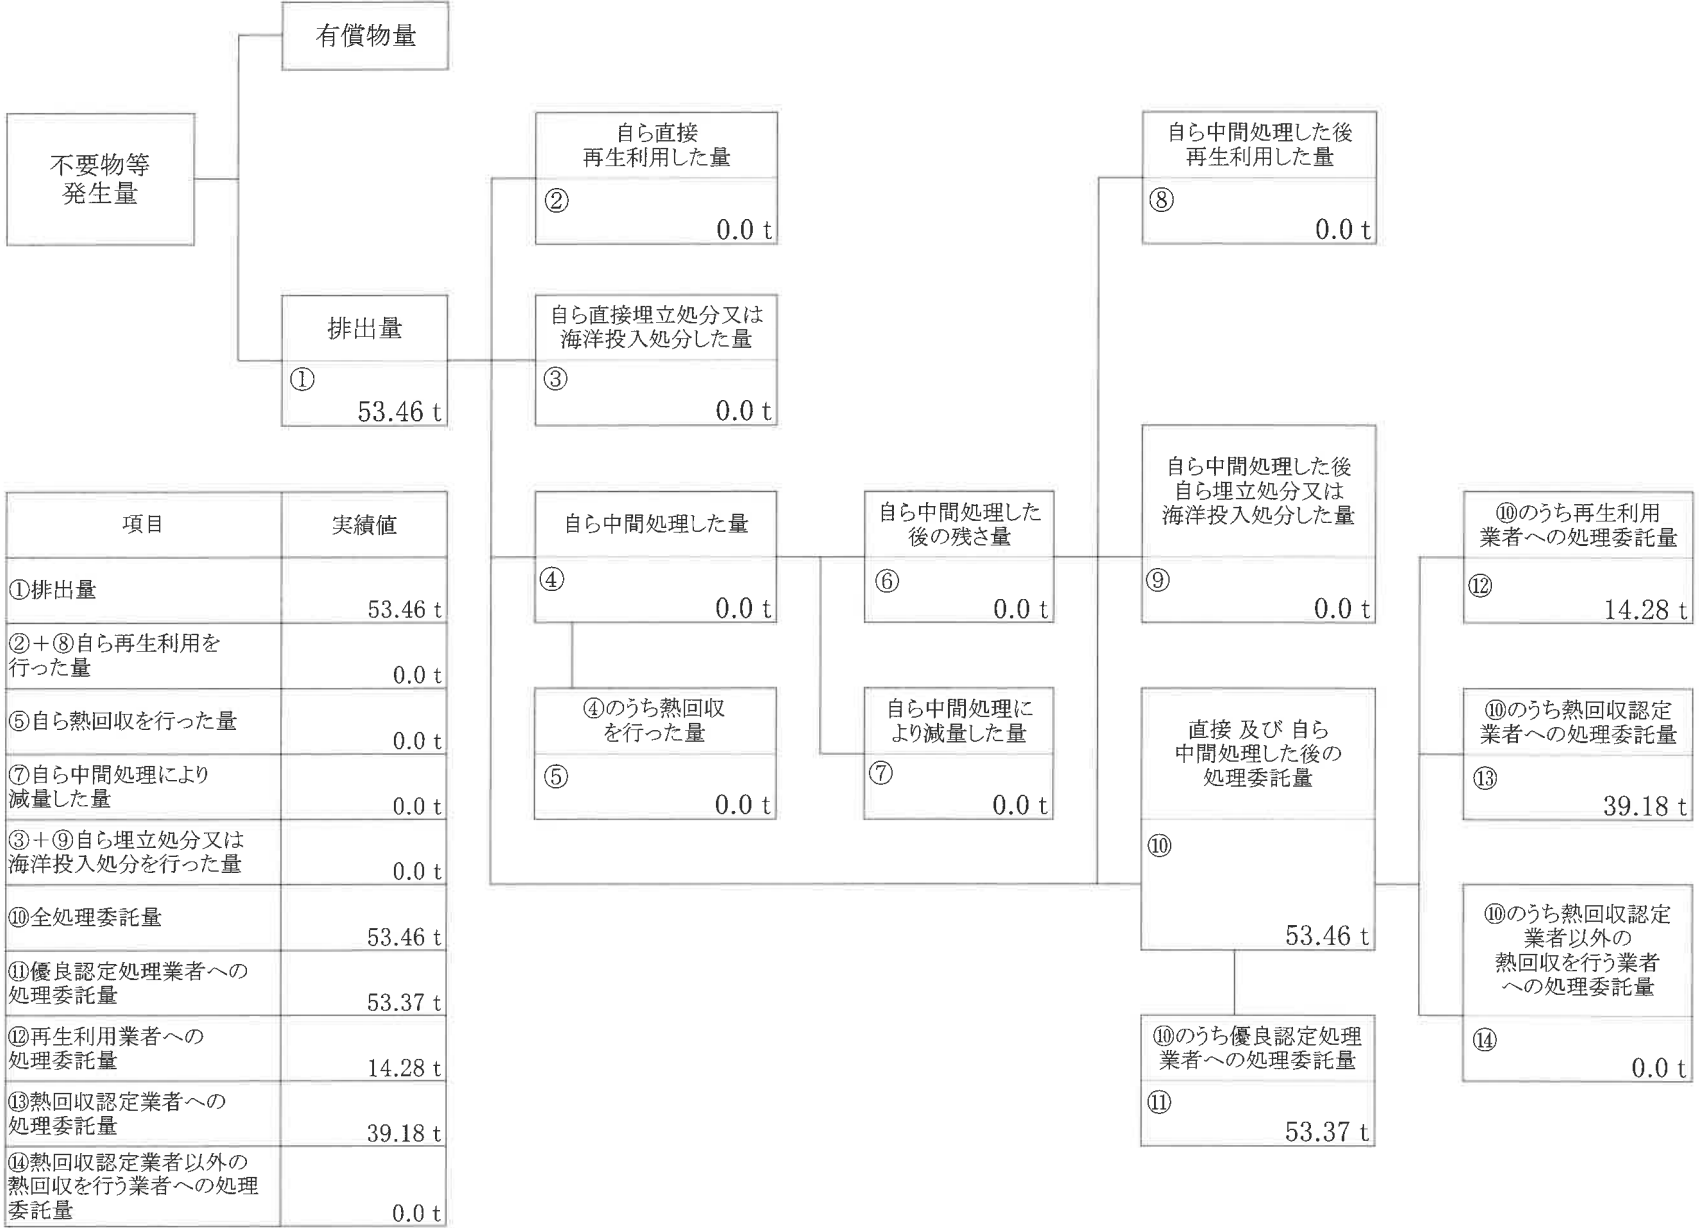 有償物量
不要物等
発生量
排出量
①
53.46 t
自ら直接
再生利用した量
②
0.0 t
自ら直接埋立処分又は
海洋投入処分した量
③
0.0 t
自ら中間処理した量
④
0.0 t
④のうち熱回収
を行った量
⑤
0.0 t
自ら中間処理した
後の残さ量
⑥
0.0 t
自ら中間処理に
より減量した量
⑦
0.0 t
自ら中間処理した後
再生利用した量
⑧
0.0 t
自ら中間処理した後
自ら埋立処分又は
海洋投入処分した量
⑨
0.0 t
直接 及び 自ら
中間処理した後の
処理委託量
⑩
53.46 t
⑩のうち優良認定処理
業者への処理委託量
⑪
53.37 t
⑩のうち再生利用
業者への処理委託量
⑫
14.28 t
⑩のうち熱回収認定
業者への処理委託量
⑬
39.18 t
⑩のうち熱回収認定
業者以外の
熱回収を行う業者
への処理委託量
⑭
0.0 t
項目 実績値
①排出量
53.46 t
②＋⑧自ら再生利用を
行った量
0.0 t
⑤自ら熱回収を行った量
0.0 t
⑦自ら中間処理により
減量した量
0.0 t
③＋⑨自ら埋立処分又は
海洋投入処分を行った量
0.0 t
⑩全処理委託量
53.46 t
⑪優良認定処理業者への
処理委託量
53.37 t
⑫再生利用業者への
処理委託量
14.28 t
⑬熱回収認定業者への
処理委託量
39.18 t
⑭熱回収認定業者以外の
熱回収を行う業者への処理
委託量
0.0 t